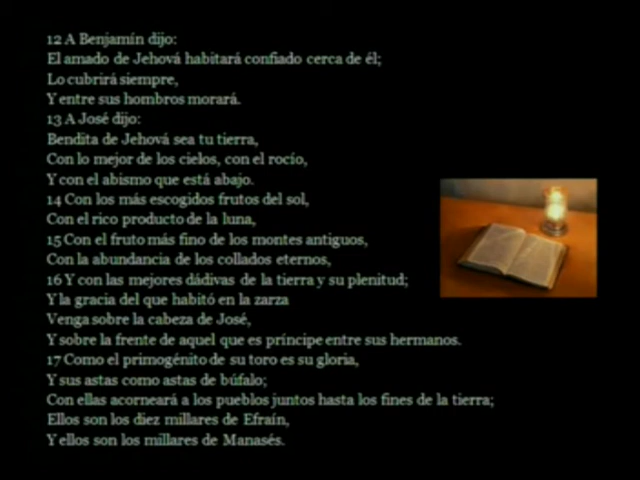 12 A Benjamín dijo:
El amado de Jehová habitará confiado cerca de él;
Lo cubrirá siempre,
Y entre sus hombros morará.
13 A José dijo:
Bendita de Jehová sea tu tierra,
Con lo mejor de los cielos, con el rocío,
Y con el abismo que está abajo.
14 Con los más escogidos frutos del sol,
Con el rico producto de la luna,
15 Con el fruto más fino de los montes antiguos,
Con la abundancia de los collados eternos,
16 Y con las mejores dádivas de la tierra y su plenitud;
Y la gracia del que habitó en la zarza
Venga sobre la cabeza de José,
Y sobre la frente de aquel que es príncipe entre sus hermanos.
17 Como el primogénito de su toro es su gloria,
Y sus astas como astas de búfalo;
Con ellas acorneará a los pueblos juntos hasta los fines de la tierra;
Ellos son los diez millares de Efraín,
Y ellos son los millares de Manasés.